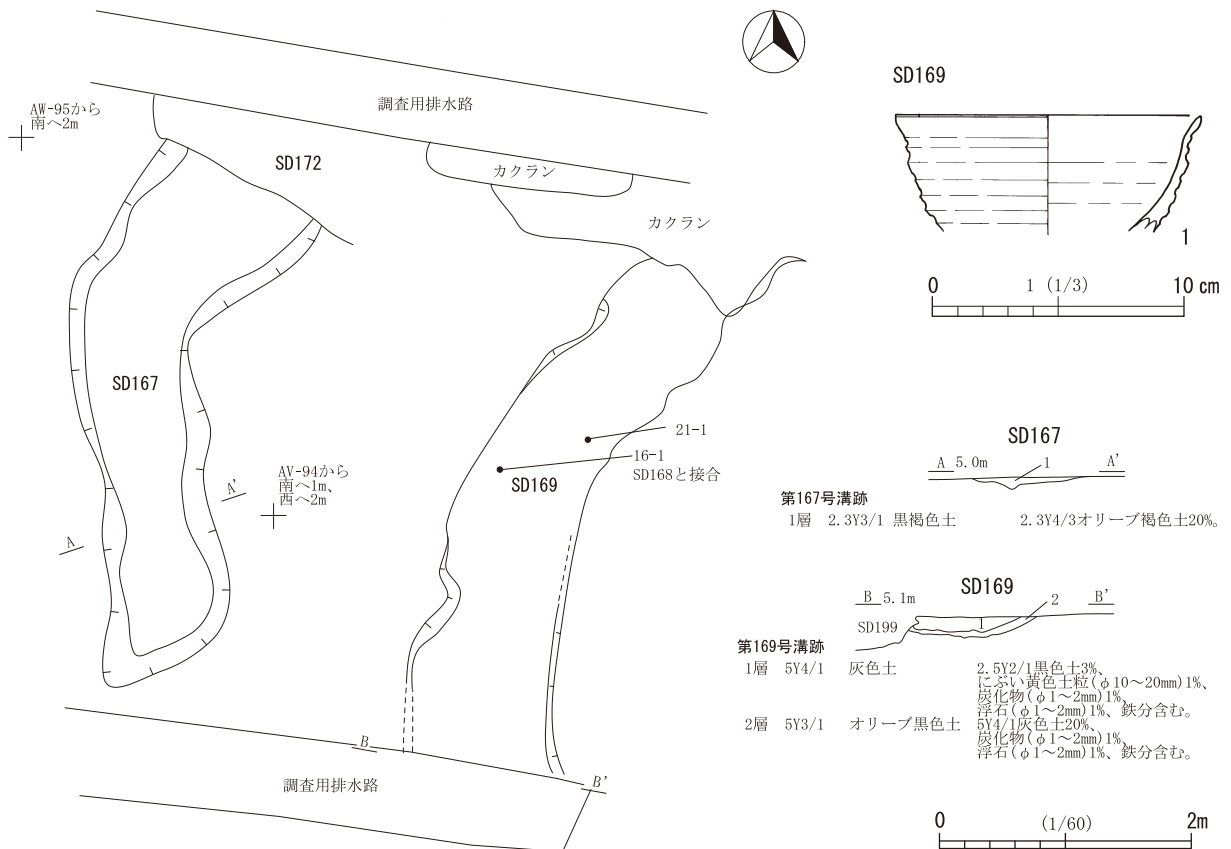 調査用排水路
AW-95から
南へ2m
SD172
カクラン
カクラン
SD167
21-1
16-1
SD168と接合
SD169
AV-94から
南へ1m、
西へ2m
A
A'
B
B'
調査用排水路
SD169
1
0 1 (1/3) 10 cm
SD167
A 5.0m 1 A'
第167号溝跡
1層 2.3Y3/1 黒褐色土 2.3Y4/3オリーブ褐色土20%。
SD169
B 5.1m 2 B'
SD199 1
第169号溝跡
1層 5Y4/1 灰色土 2.5Y2/1黒色土3%、
にぶい黄色土粒(φ10～20mm)1%、
炭化物(φ1～2mm)1%、
浮石(φ1～2mm)1%、鉄分含む。
2層 5Y3/1 オリーブ黒色土 5Y4/1灰色土20%、
炭化物(φ1～2mm)1%、
浮石(φ1～2mm)1%、鉄分含む。
0 (1/60) 2m